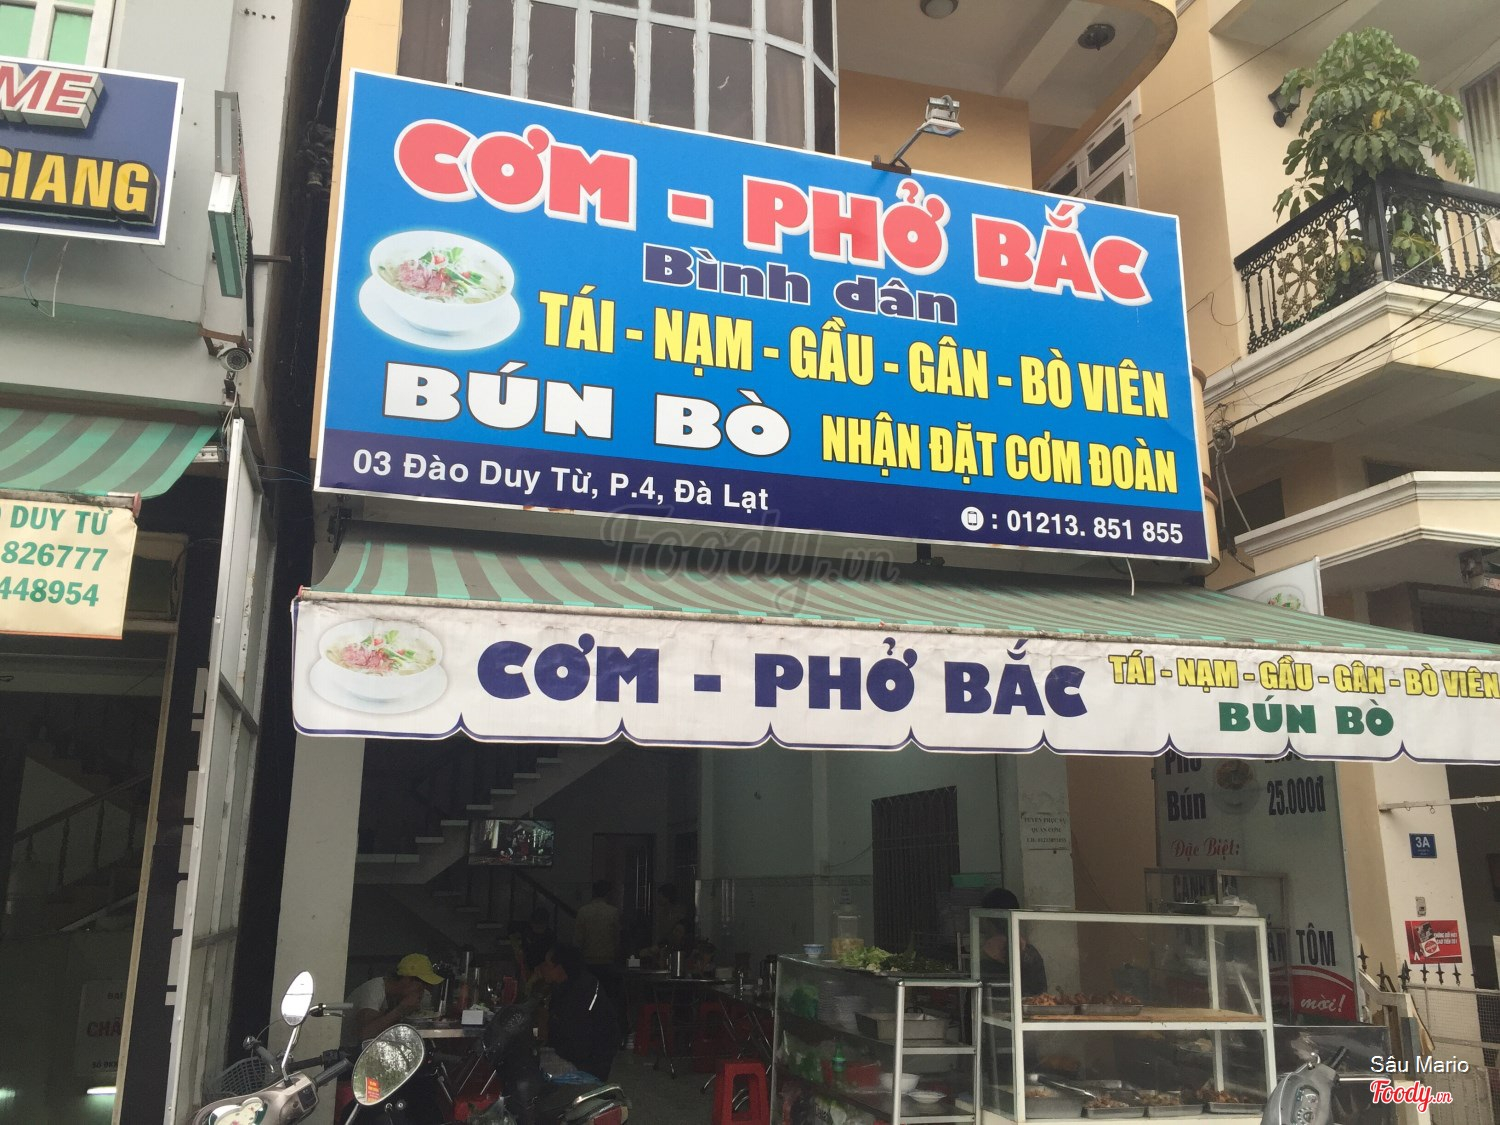 ME
GIANG
CƠM - PHỞ BẮC
Bình dân
TÁI - NẠM - GẦU - GÂN - BÒ VIÊN
BÚN BÒ NHẬN ĐẶT CƠM ĐOÀN
03 Đào Duy Từ, P.4, Đà Lạt
: 01213. 851 855
DUY TỪ
826777
448954
Foody.vn
CƠM - PHỞ BẮC
TÁI - NẠM - GẦU - GÂN - BÒ VIÊN
BÚN BÒ
Phở
Bún 25.000đ
Đặc Biệt:
CANH
TÔM
mời!
3A
Sâu Mario
Foody.vn